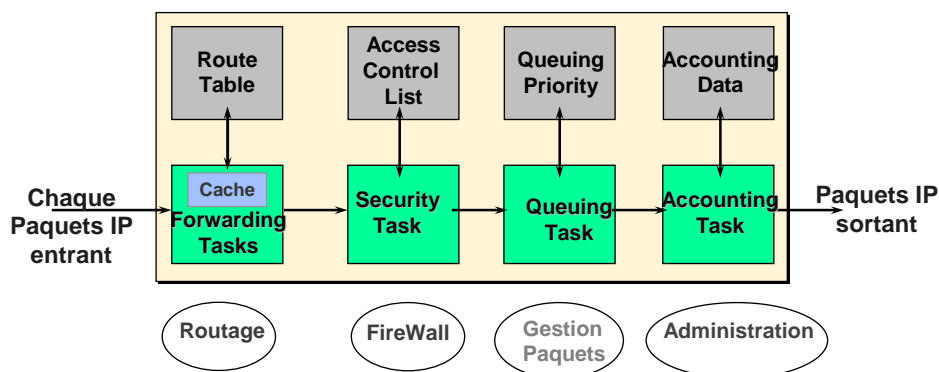 Route
Table
Access
Control
List
Queuing
Priority
Accounting
Data
Chaque
Paquets IP
entrant
Cache
Forwarding
Tasks
Security
Task
Queuing
Task
Accounting
Task
Paquets IP
sortant
Routage
FireWall
Gestion
Paquets
Administration